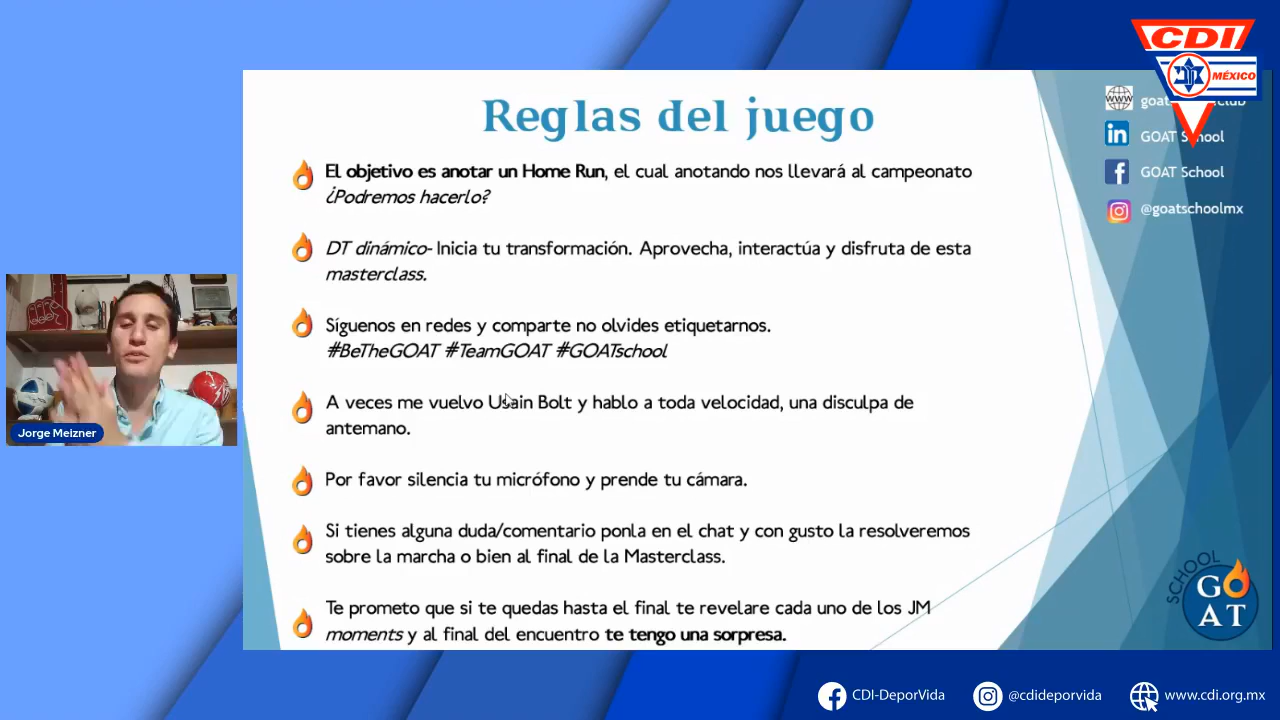 CDI
MÉXICO
Reglas del juego
El objetivo es anotar un Home Run, el cual anotando nos llevará al campeonato
¿Podremos hacerlo?
DT dinámico- Inicia tu transformación. Aprovecha, interactúa y disfruta de esta
masterclass.
Síguenos en redes y comparte no olvides etiquetarnos.
#BeTheGOAT #TeamGOAT #GOATschool
A veces me vuelvo Usain Bolt y hablo a toda velocidad, una disculpa de
antemano.
Por favor silencia tu micrófono y prende tu cámara.
Si tienes alguna duda/comentario ponla en el chat y con gusto la resolveremos
sobre la marcha o bien al final de la Masterclass.
Te prometo que si te quedas hasta el final te revelare cada uno de los JM
moments y al final del encuentro te tengo una sorpresa.
WWW
in GOAT School
GOAT School
@goatschoolmx
Jorge Meizner
SCHOOL
GO
AT
CDI-DeporVida
@cdideporvida
www.cdi.org.mx